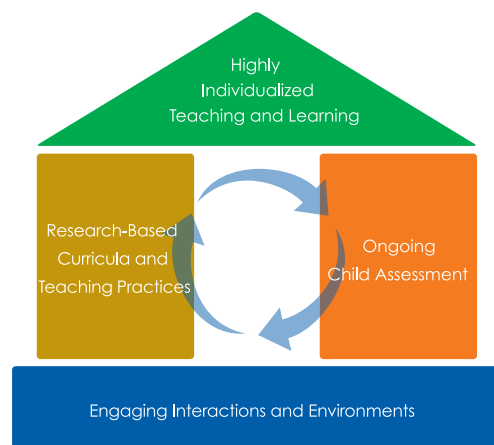 Highly
Individualized
Teaching and Learning
Research-Based
Curricula and
Teaching Practices
Ongoing
Child Assessment
Engaging Interactions and Environments